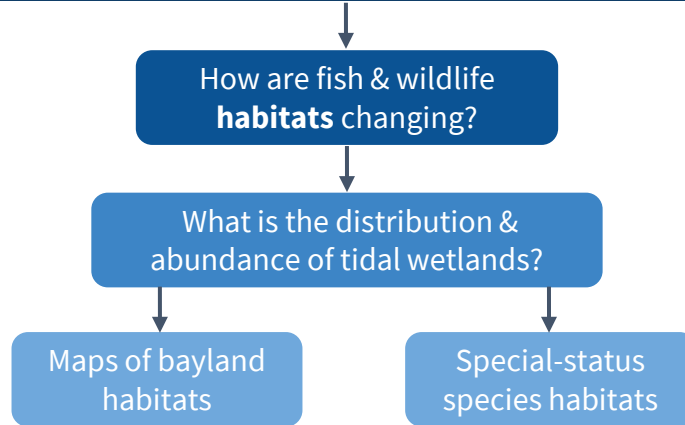 How are fish & wildlife
habitats changing?
What is the distribution &
abundance of tidal wetlands?
Maps of bayland
habitats
Special-status
species habitats